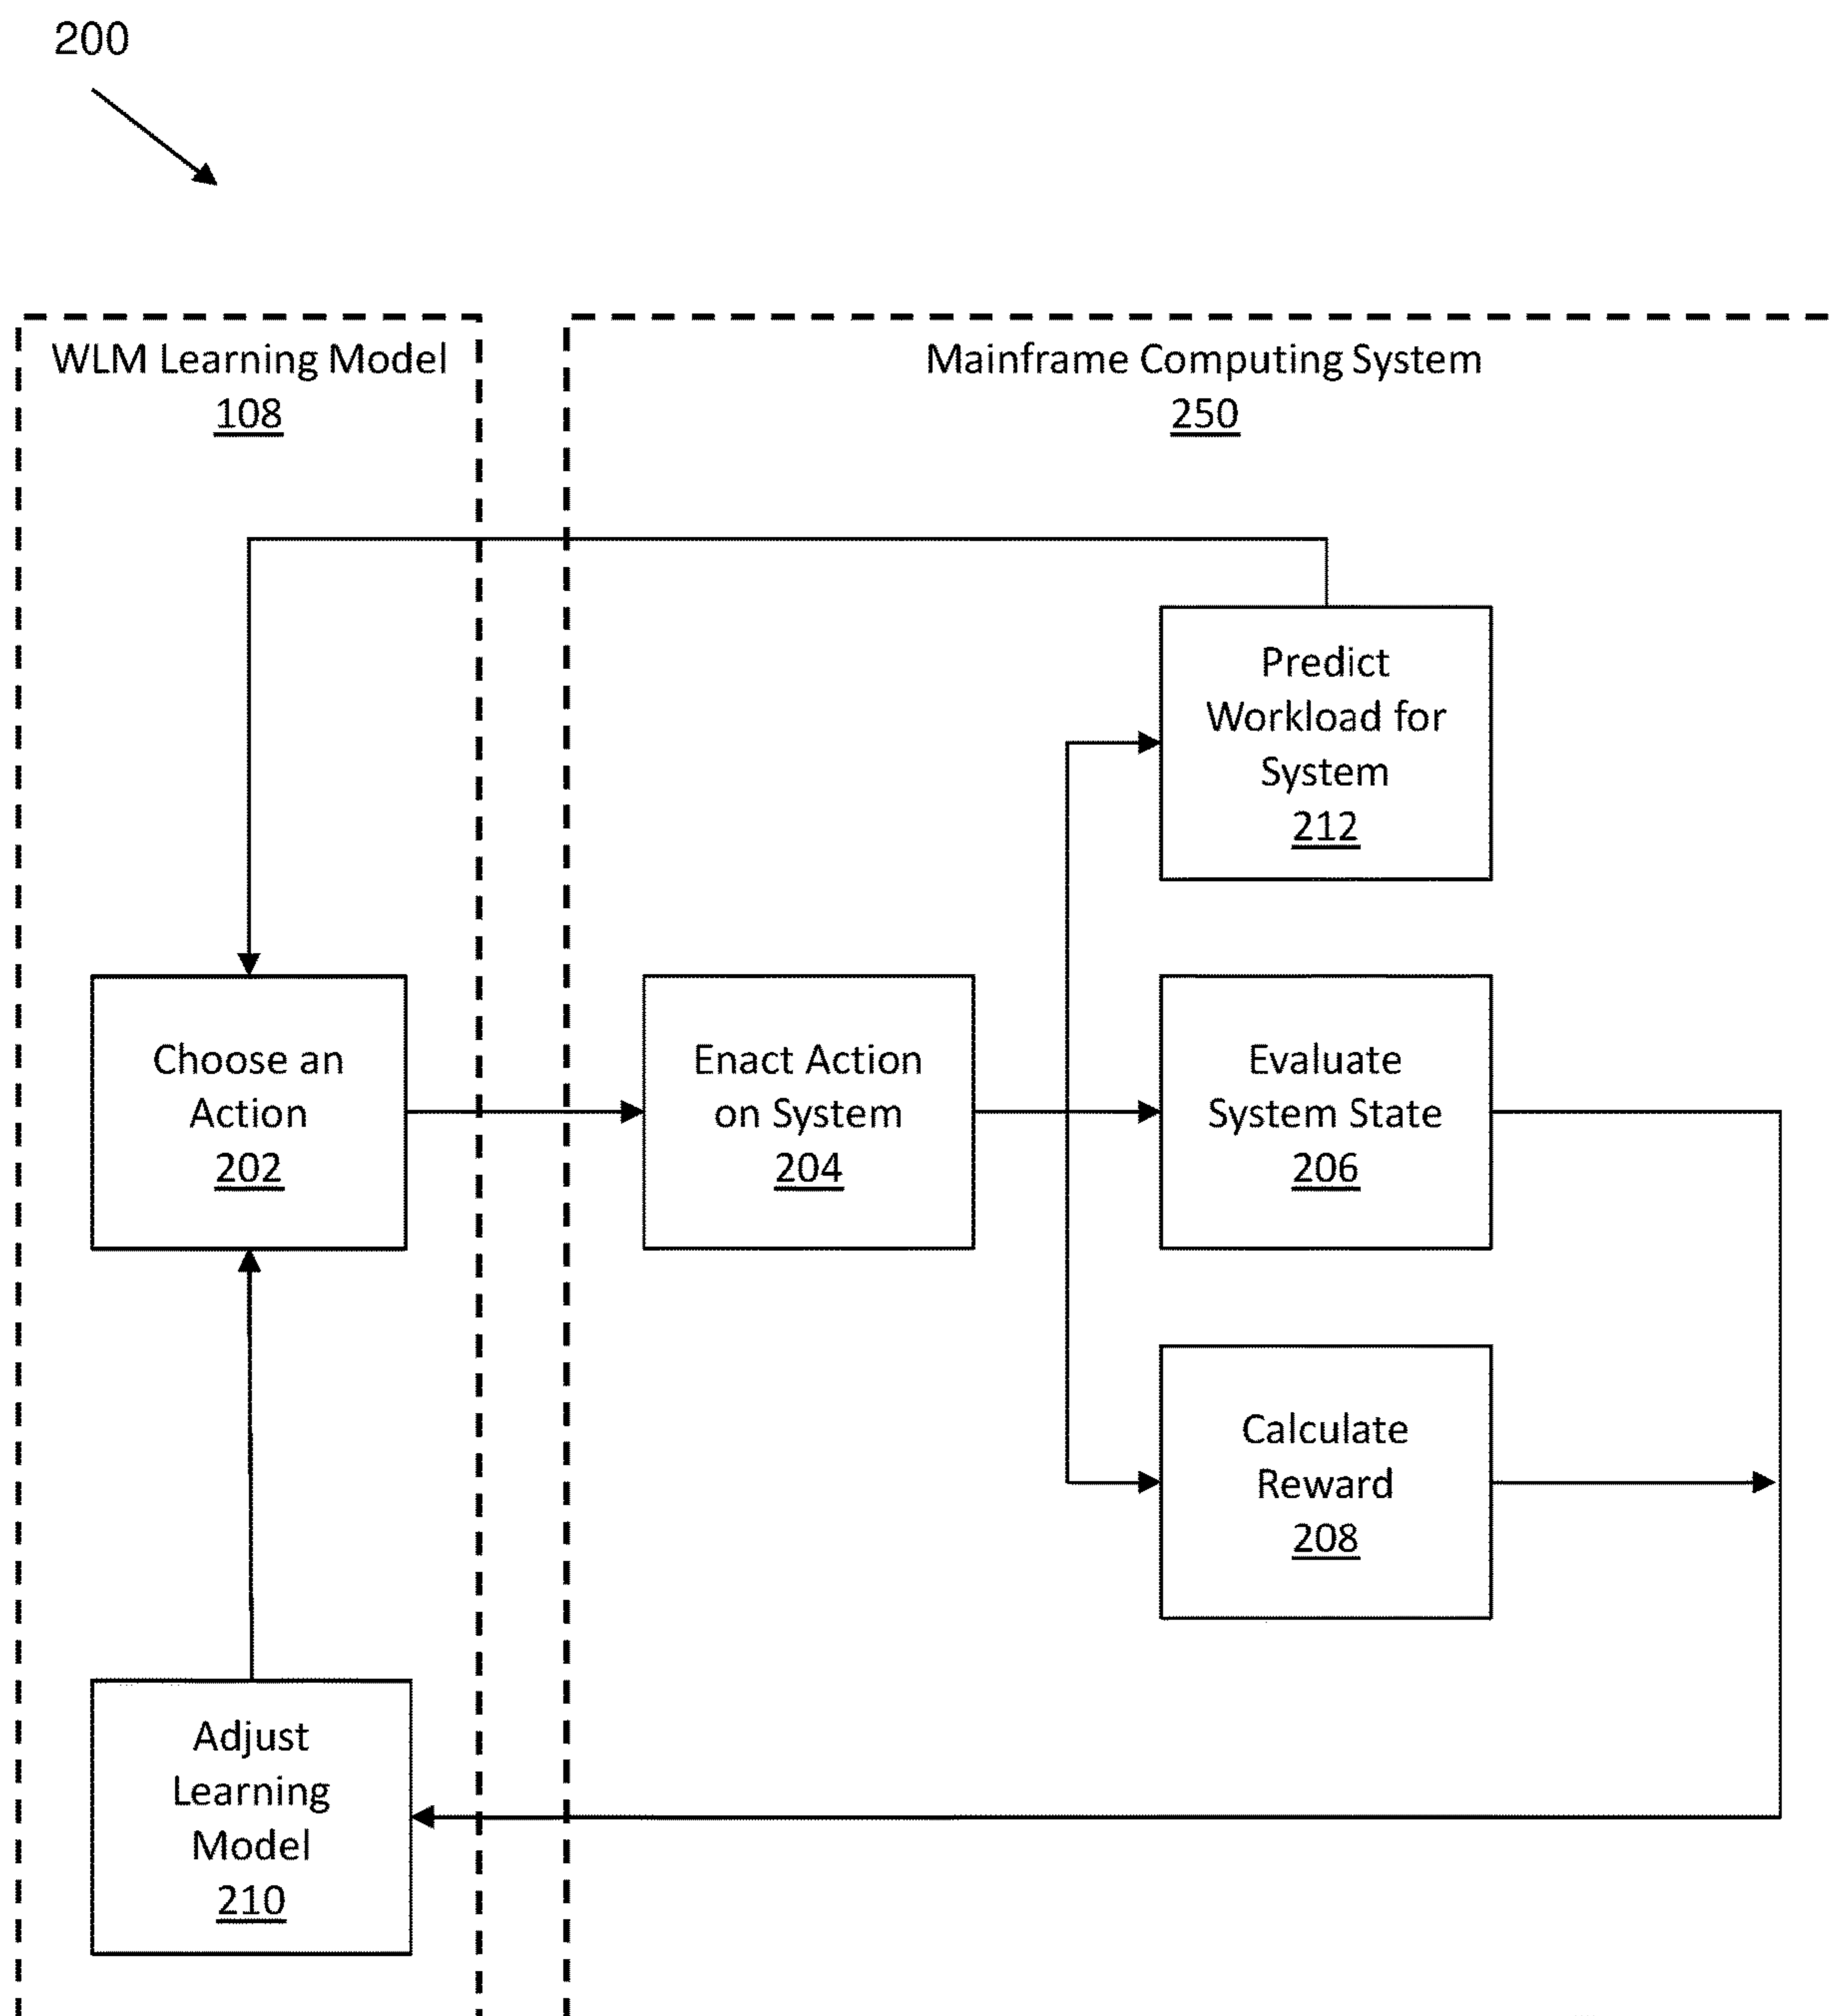 200
WLM Learning Model
108
Mainframe Computing System
250
Predict
Workload for
System
212
Choose an
Action
202
Enact Action
on System
204
Evaluate
System State
206
Calculate
Reward
208
Adjust
Learning
Model
210